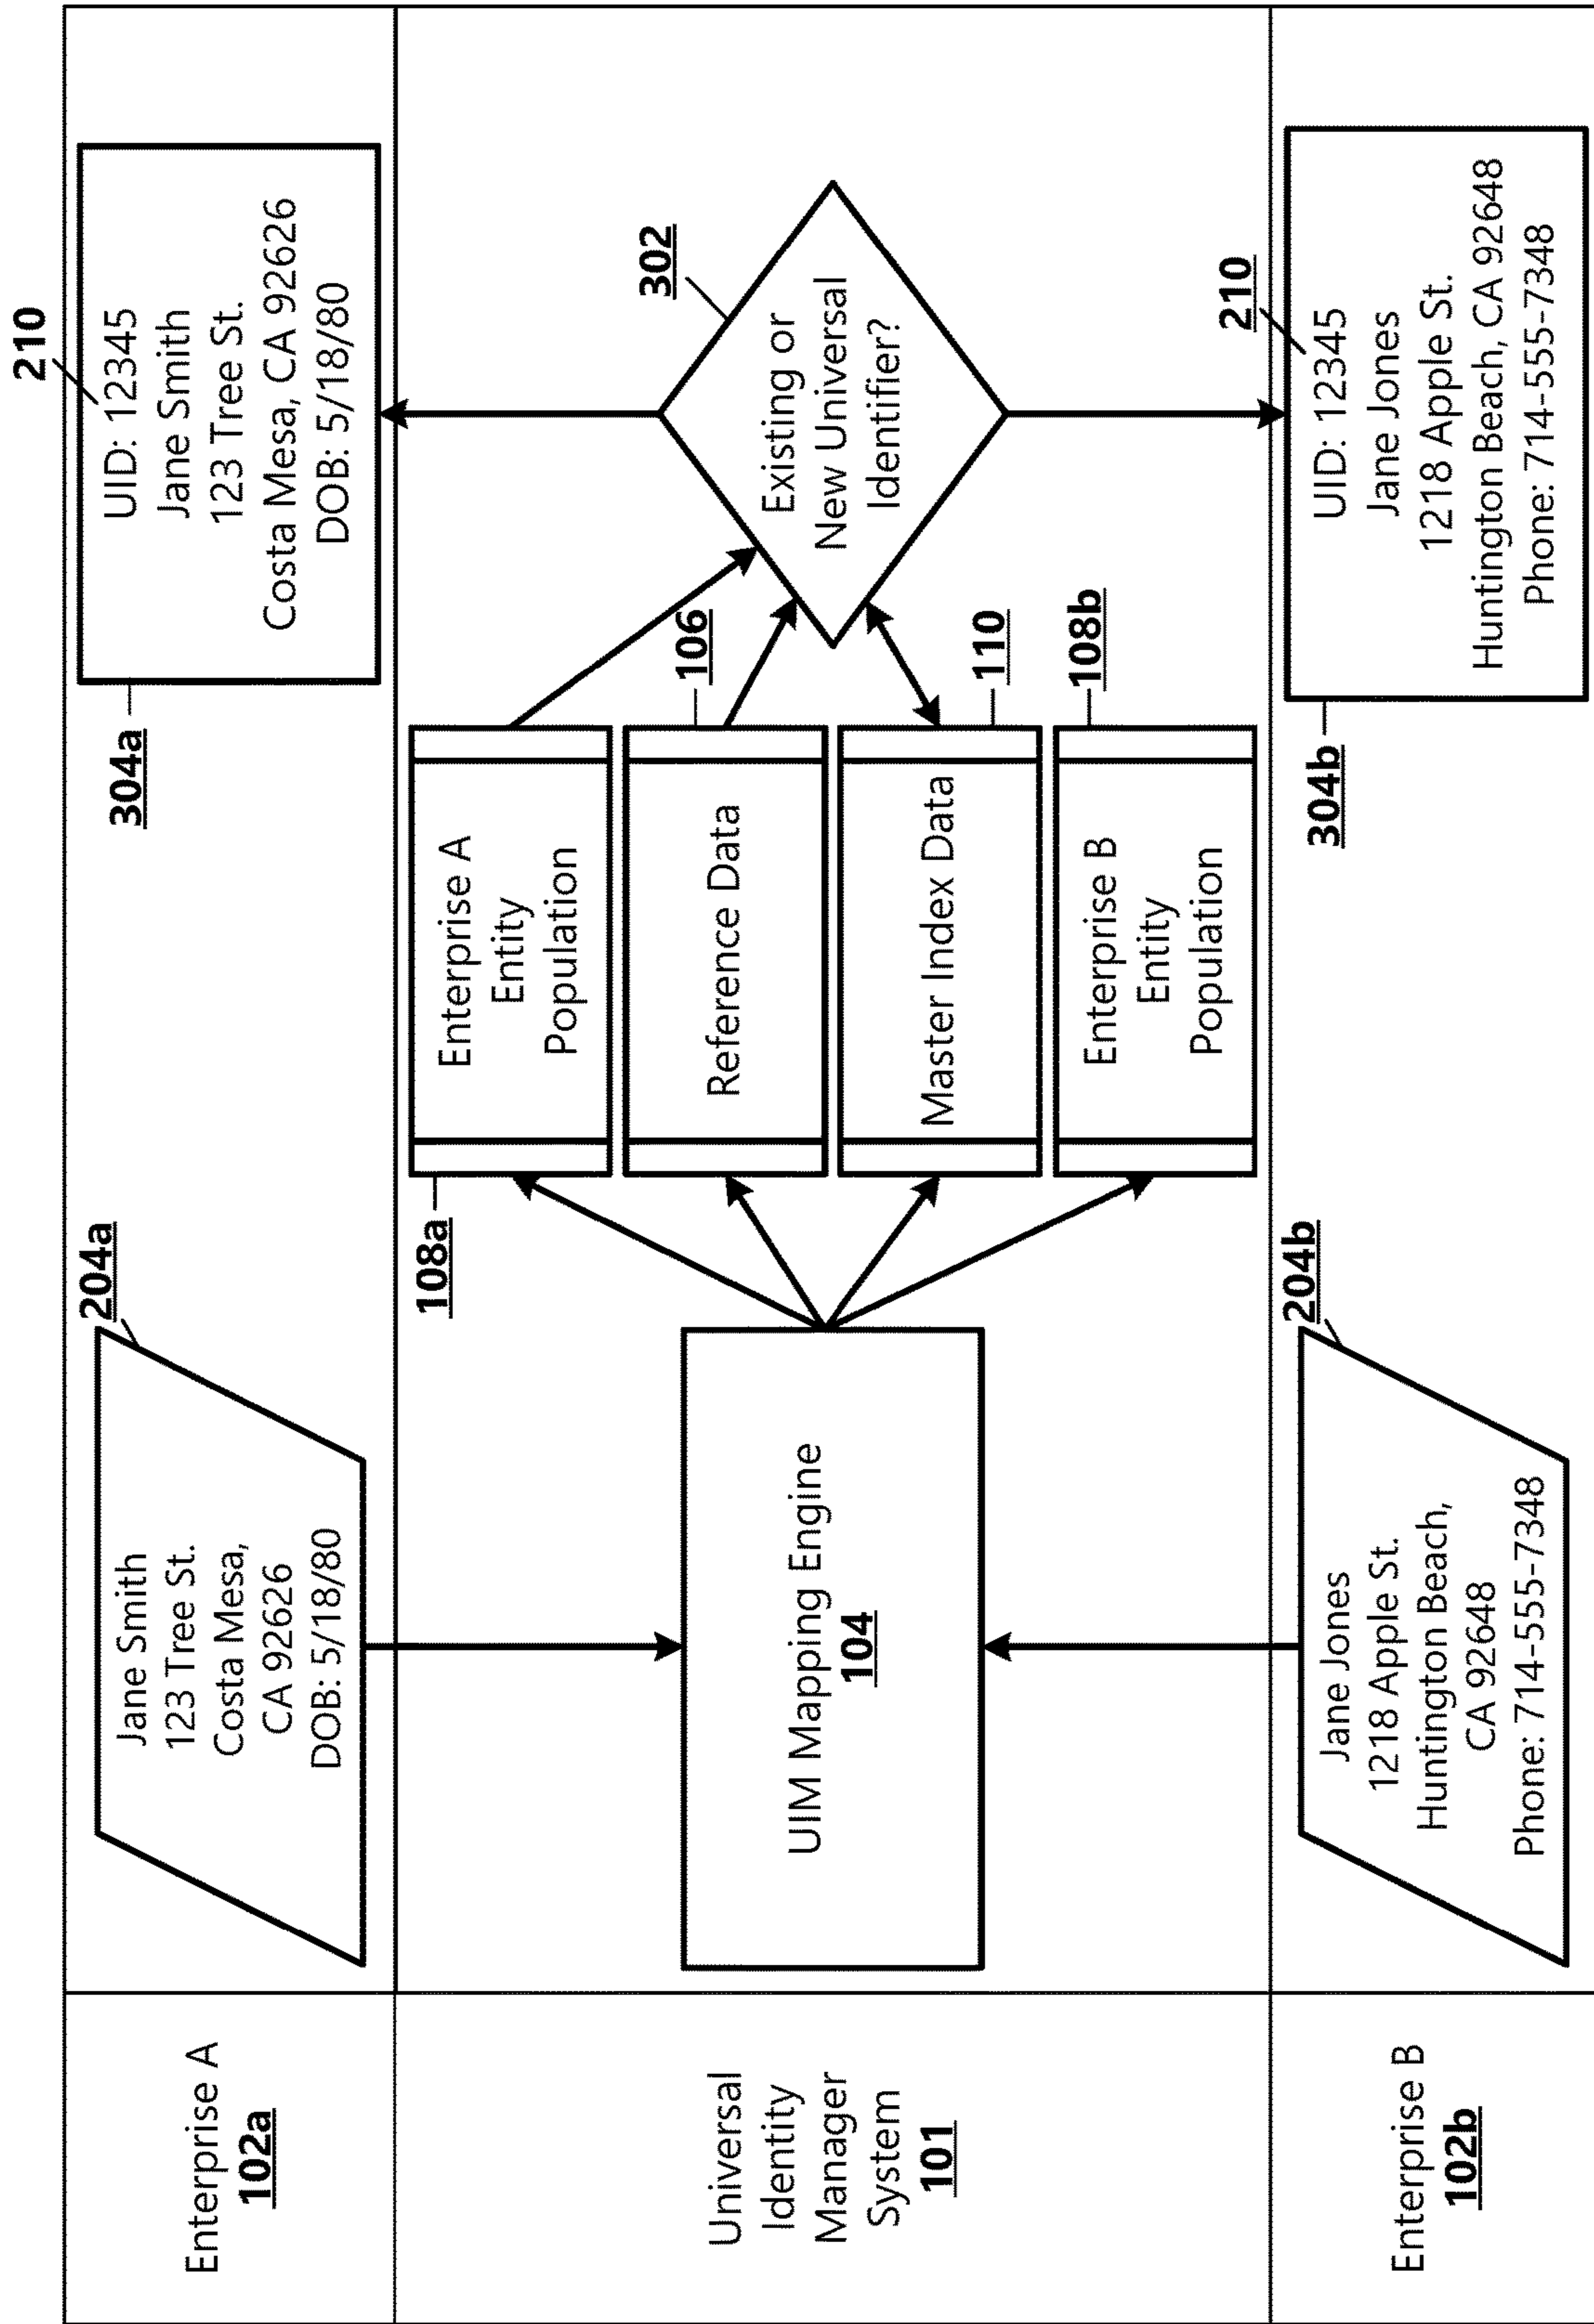 Enterprise A
102a
Jane Smith
123 Tree St.
Costa Mesa,
CA 92626
DOB: 5/18/80
204a
304a
210
UID: 12345
Jane Smith
123 Tree St.
Costa Mesa, CA 92626
DOB: 5/18/80
Universal
Identity
Manager
System
101
UIM Mapping Engine
104
108a
Enterprise A
Entity
Population
106
Reference Data
110
Master Index Data
108b
Enterprise B
Entity
Population
302
Existing or
New Universal
Identifier?
Enterprise B
102b
Jane Jones
1218 Apple St.
Huntington Beach,
CA 92648
Phone: 714-555-7348
204b
304b
210
UID: 12345
Jane Jones
1218 Apple St.
Huntington Beach, CA 92648
Phone: 714-555-7348